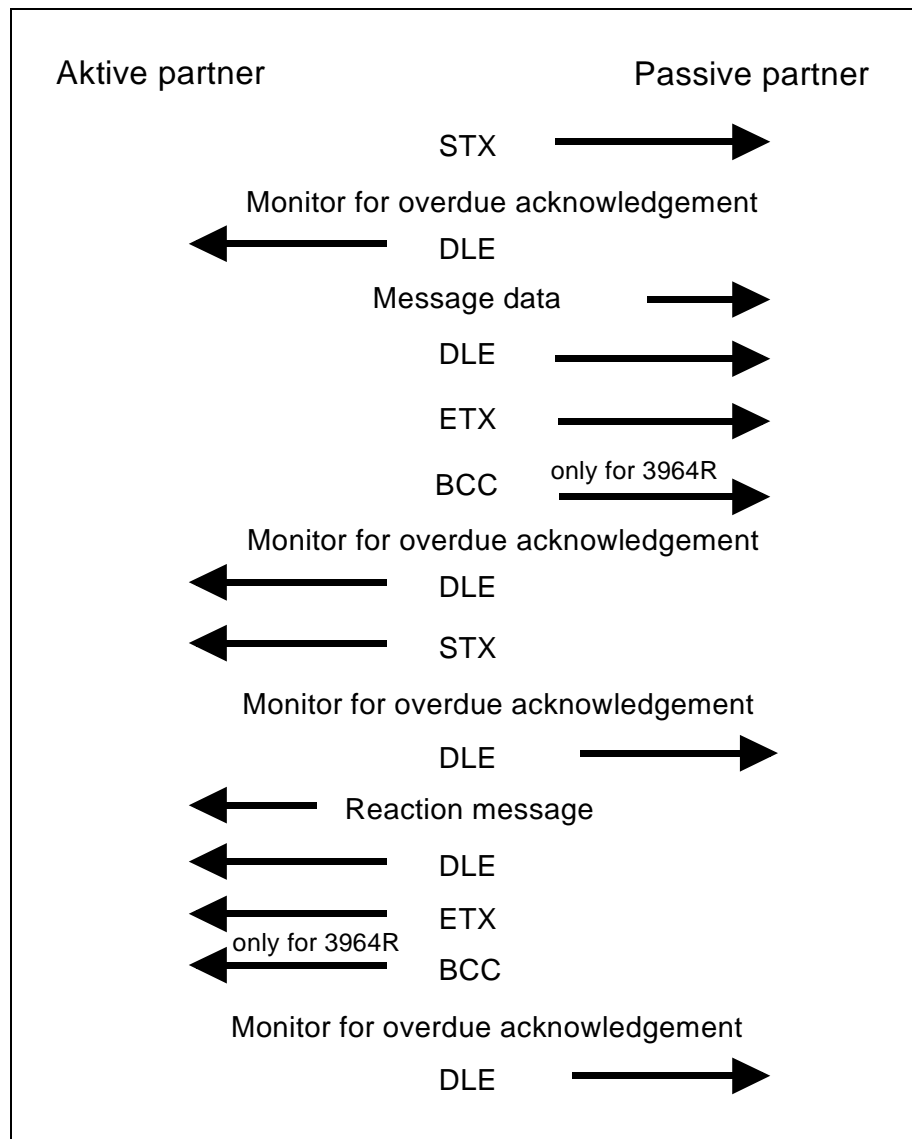 Aktive partner
Passive partner
STX
Monitor for overdue acknowledgement
DLE
Message data
DLE
ETX
only for 3964R
BCC
Monitor for overdue acknowledgement
DLE
STX
Monitor for overdue acknowledgement
DLE
Reaction message
DLE
ETX
only for 3964R
BCC
Monitor for overdue acknowledgement
DLE